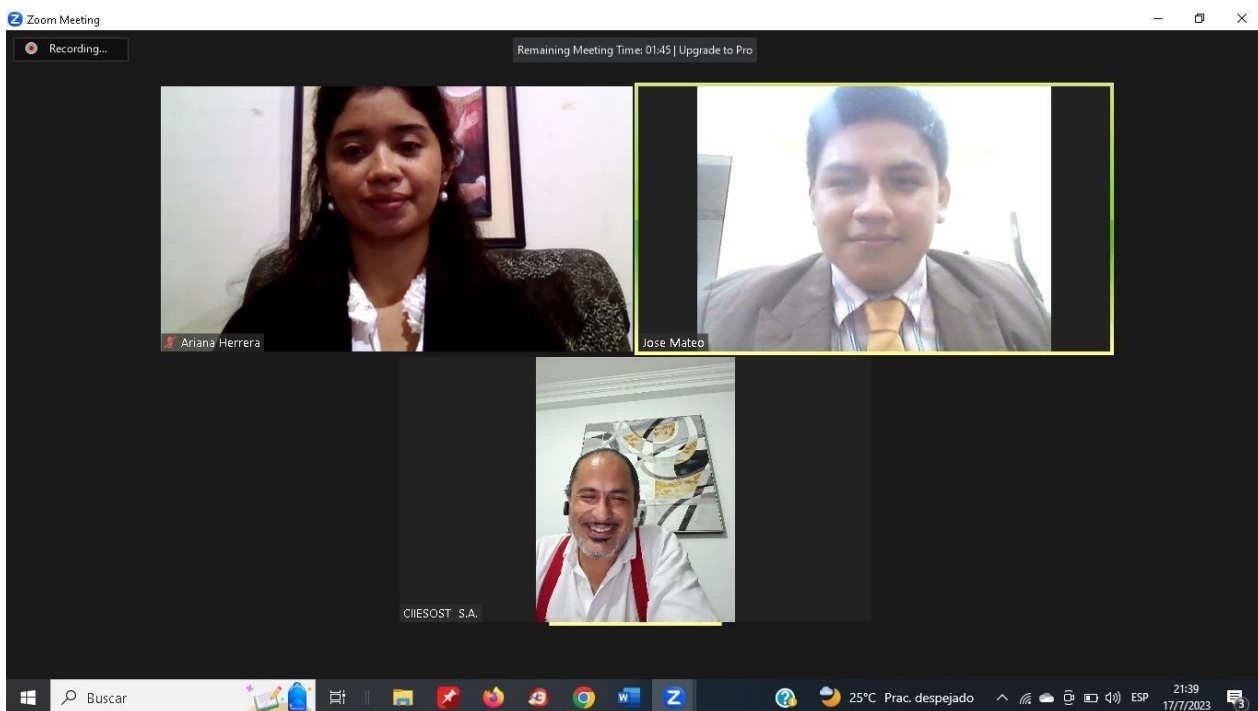 Zoom Meeting
Recording...
Remaining Meeting Time: 01:45 | Upgrade to Pro
Ariana Herrera
Jose Mateo
CIIESOST S.A.
Buscar
25°C Prac. despejado
ESP
21:39
17/7/2023
3